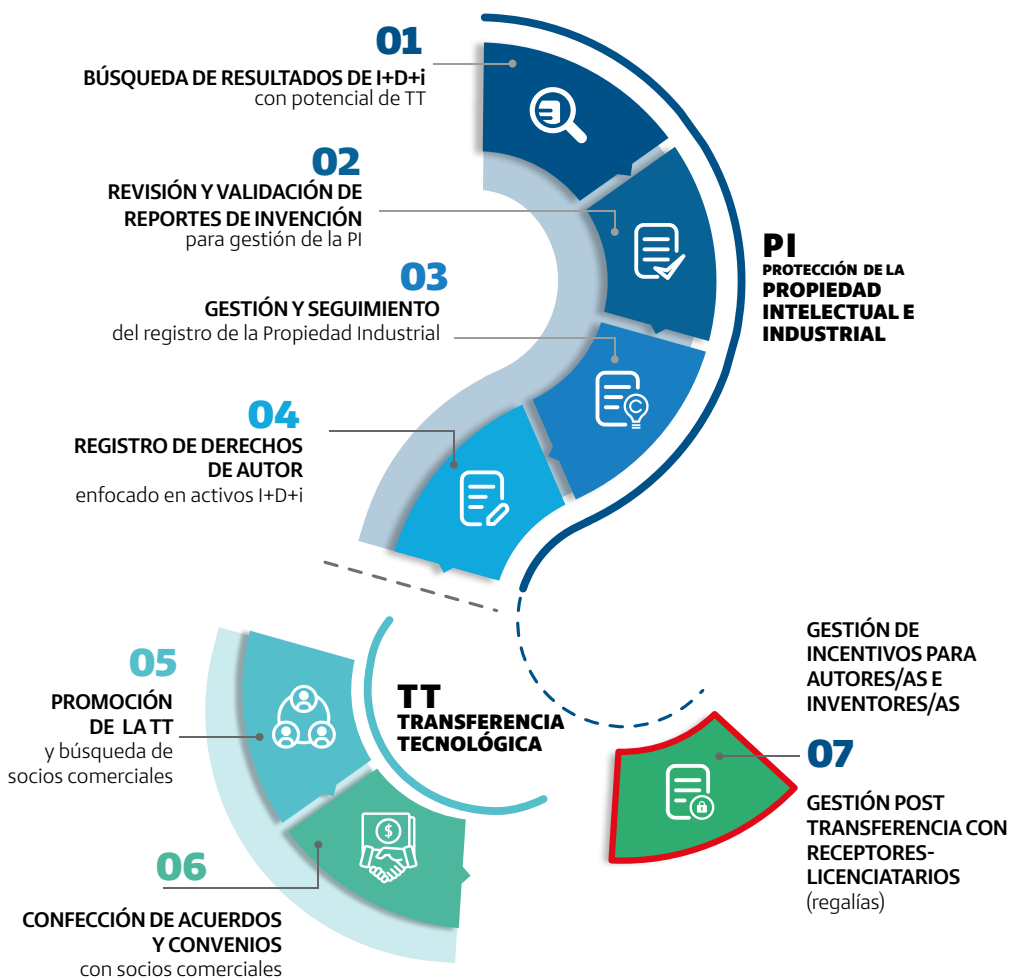 01
BÚSQUEDA DE RESULTADOS DE I+D+i
con potencial de TT
02
REVISIÓN Y VALIDACIÓN DE
REPORTES DE INVENCIÓN
para gestión de la PI
03
GESTIÓN Y SEGUIMIENTO
del registro de la Propiedad Industrial
04
REGISTRO DE DERECHOS
DE AUTOR
enfocado en activos I+D+i
PI
PROTECCIÓN DE LA
PROPIEDAD
INTELECTUAL E
INDUSTRIAL
C
05
PROMOCIÓN
DE LA TT
y búsqueda de
socios comerciales
TT
TRANSFERENCIA
TECNOLÓGICA
06
CONFECCIÓN DE ACUERDOS
Y CONVENIOS
con socios comerciales
$
GESTIÓN DE
INCENTIVOS PARA
AUTORES/AS E
INVENTORES/AS
07
GESTIÓN POST
TRANSFERENCIA CON
RECEPTORES-
LICENCIATARIOS
(regalías)